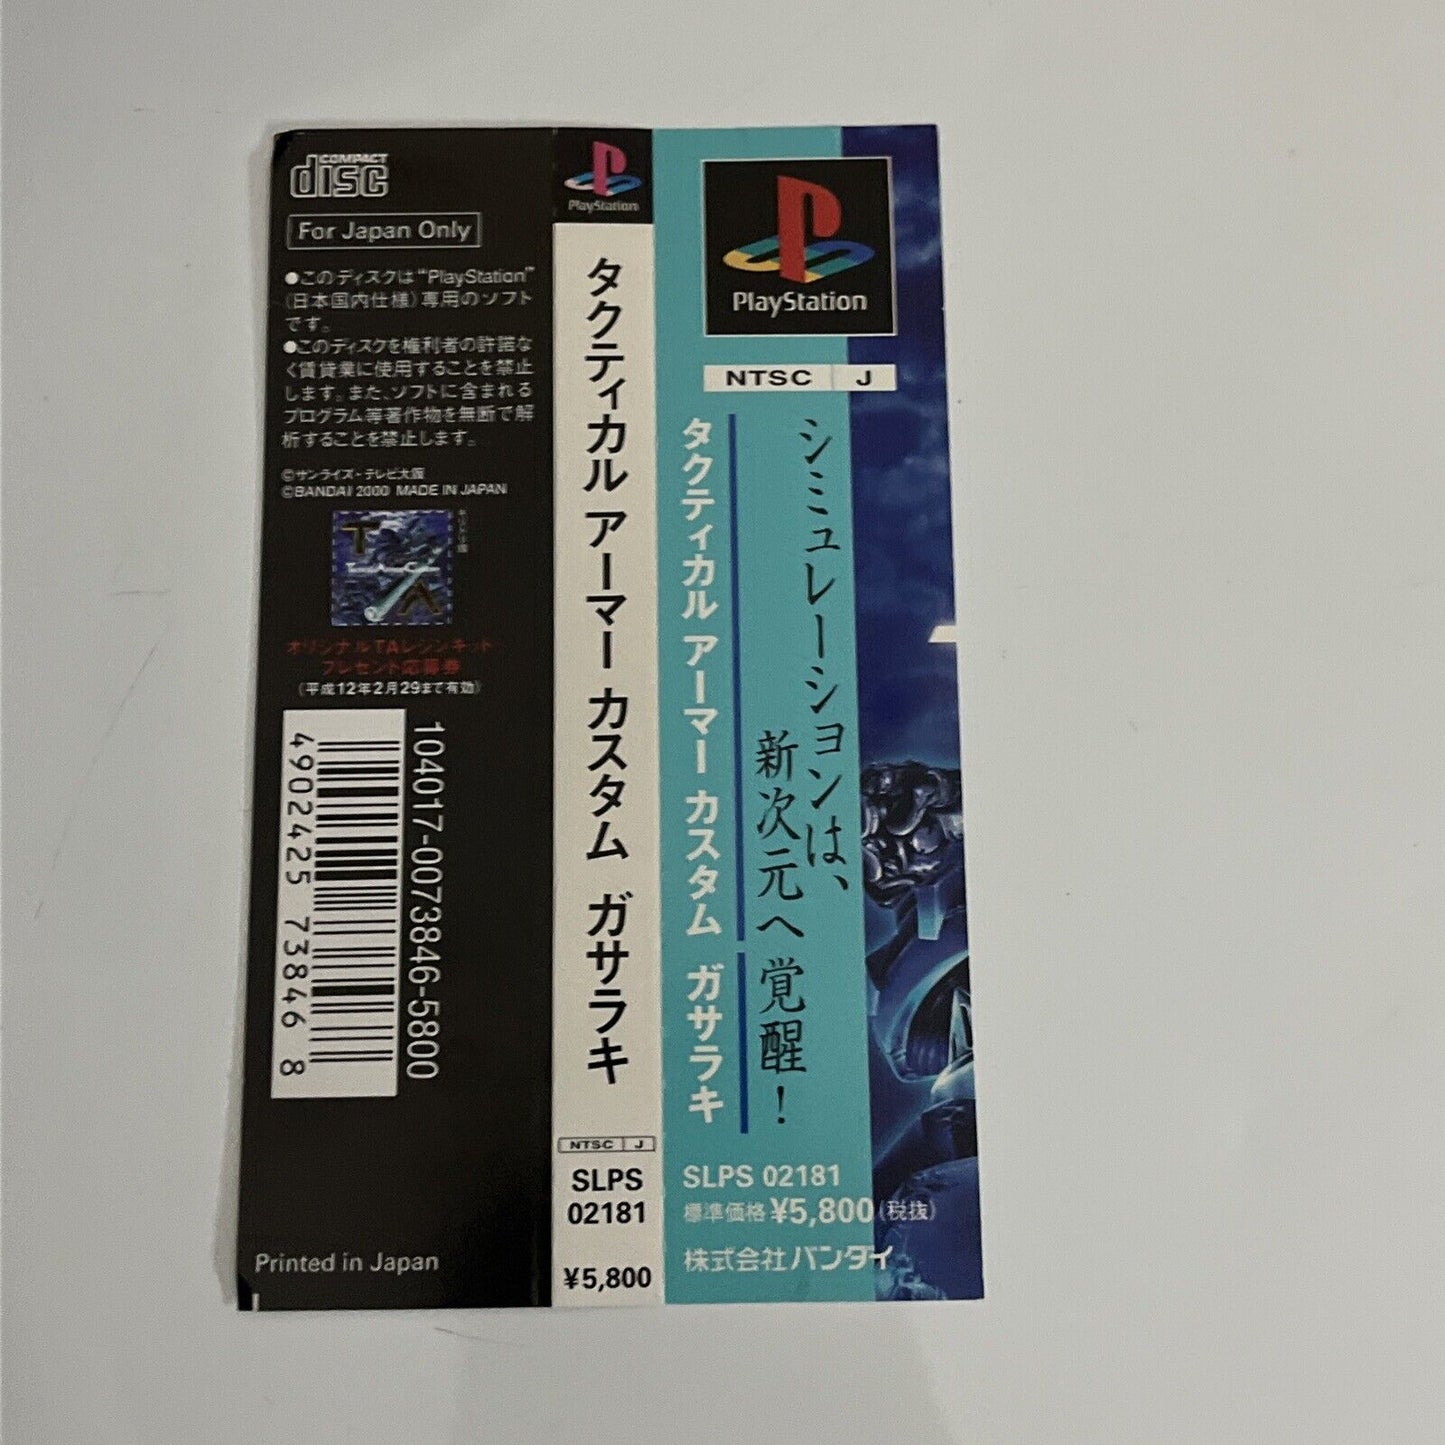 COMPACT
disc
For Japan Only
●このディスクは“PlayStation”
(日本国内仕様)専用のソフト
です。
●このディスクを権利者の許諾な
く賃貸業に使用することを禁止
します。また、ソフトに含まれる
プログラム等著作物を無断で解
析することを禁止します。
©サンライズ・テレビ大阪
©BANDAI 2000 MADE IN JAPAN
T
TACT
A
オリジナルTAレジンキット
プレゼント応募券
(平成12年2月29まで有効)
104017-0073846-5800
4902425 73846 8
Printed in Japan
PlayStation
タクティカル アーマー カスタム ガサラキ
NTSC J
SLPS
02181
¥5,800
PlayStation
NTSC J
シミュレーションは、
新次元へ覚醒!
タクティカル アーマー カスタム ガサラキ
SLPS 02181
標準価格¥5,800(税抜)
株式会社バンダイ